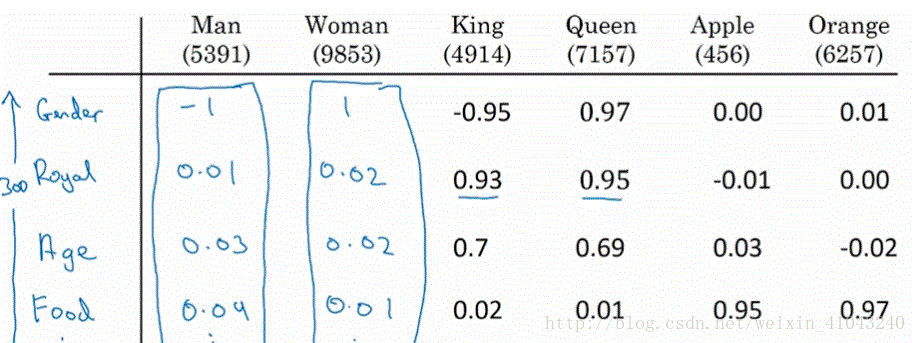 Man Woman King Queen Apple Orange
(5391) (9853) (4914) (7157) (456) (6257)
Gender -1 1 -0.95 0.97 0.00 0.01
300 Royal 0.01 0.02 0.93 0.95 -0.01 0.00
Age 0.03 0.02 0.7 0.69 0.03 -0.02
Food 0.04 0.01 0.02 0.01 0.95 0.97
http://blog.csdn.net/weixin_41043240